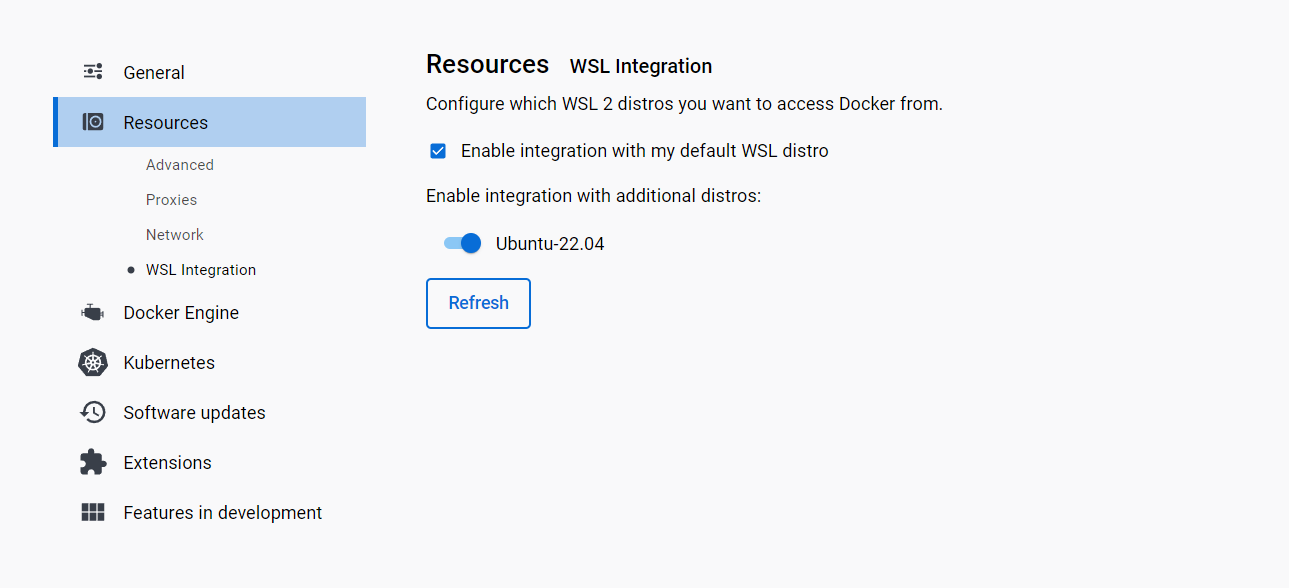 General
Resources
Advanced
Proxies
Network
WSL Integration
Docker Engine
Kubernetes
Software updates
Extensions
Features in development
Resources WSL Integration
Configure which WSL 2 distros you want to access Docker from.
Enable integration with my default WSL distro
Enable integration with additional distros:
Ubuntu-22.04
Refresh